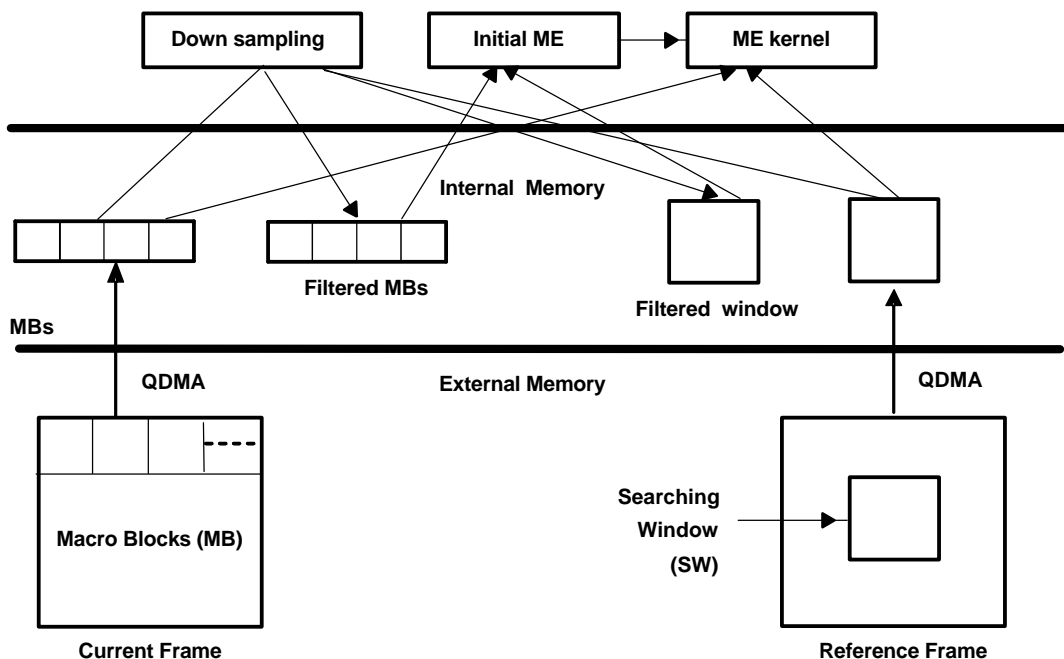 Down sampling
Initial ME
ME kernel
Internal Memory
Filtered MBs
Filtered window
MBs
QDMA
External Memory
QDMA
Searching
Window
(SW)
Macro Blocks (MB)
Current Frame
Reference Frame